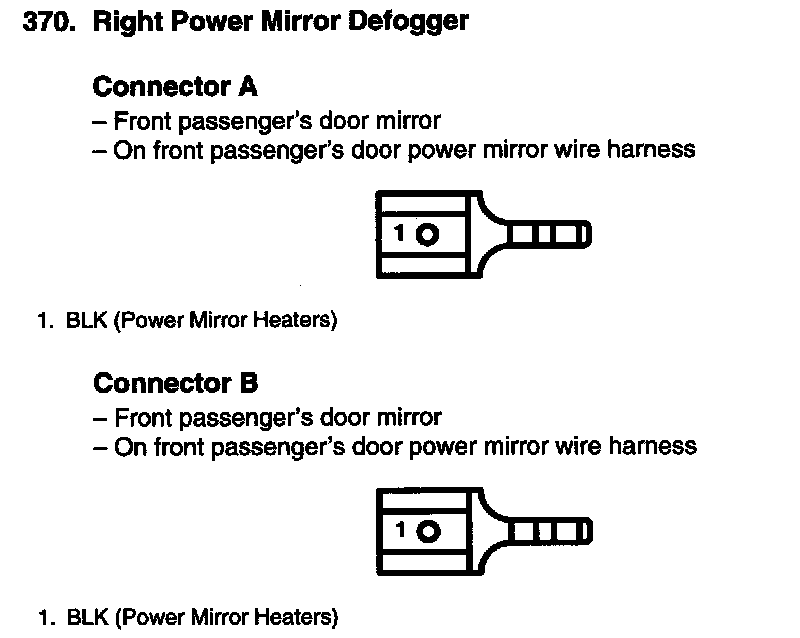 370. Right Power Mirror Defogger
Connector A
– Front passenger's door mirror
– On front passenger's door power mirror wire harness
1
1. BLK (Power Mirror Heaters)
Connector B
– Front passenger's door mirror
– On front passenger's door power mirror wire harness
1
1. BLK (Power Mirror Heaters)